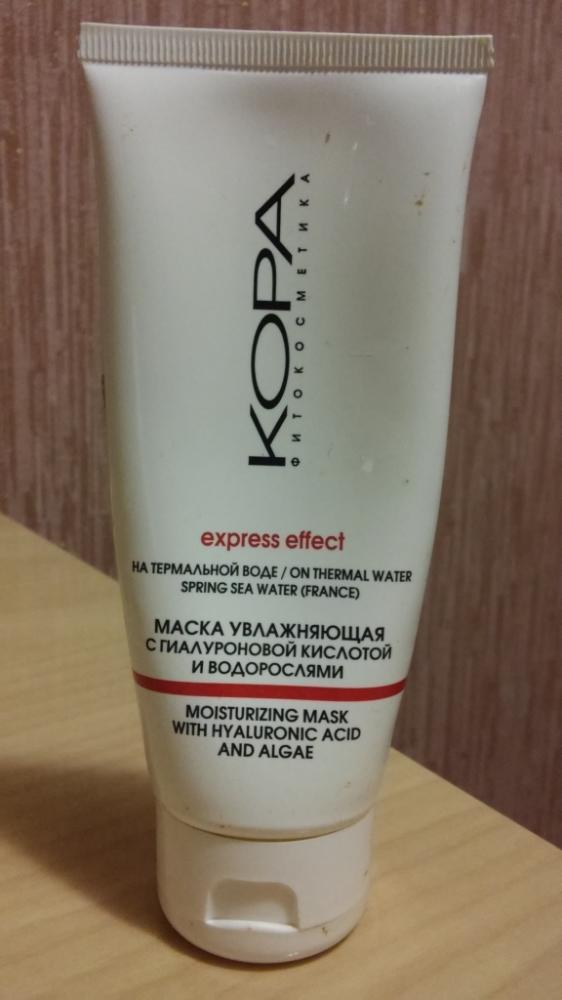 КОРА
ФИТОКОСМЕТИКА
express effect
НА ТЕРМАЛЬНОЙ ВОДЕ / ON THERMAL WATER
SPRING SEA WATER (FRANCE)
МАСКА УВЛАЖНЯЮЩАЯ
С ГИАЛУРОНОВОЙ КИСЛОТОЙ
И ВОДОРОСЛЯМИ
MOISTURIZING MASK
WITH HYALURONIC ACID
AND ALGAE